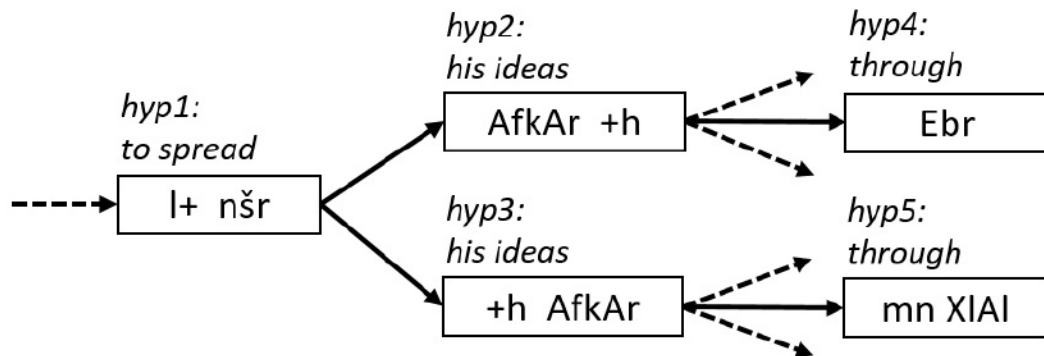 hyp1:
to spread
l+ nšr
hyp2:
his ideas
AfkAr +h
hyp3:
his ideas
+h AfkAr
hyp4:
through
Ebr
hyp5:
through
mn XlAl